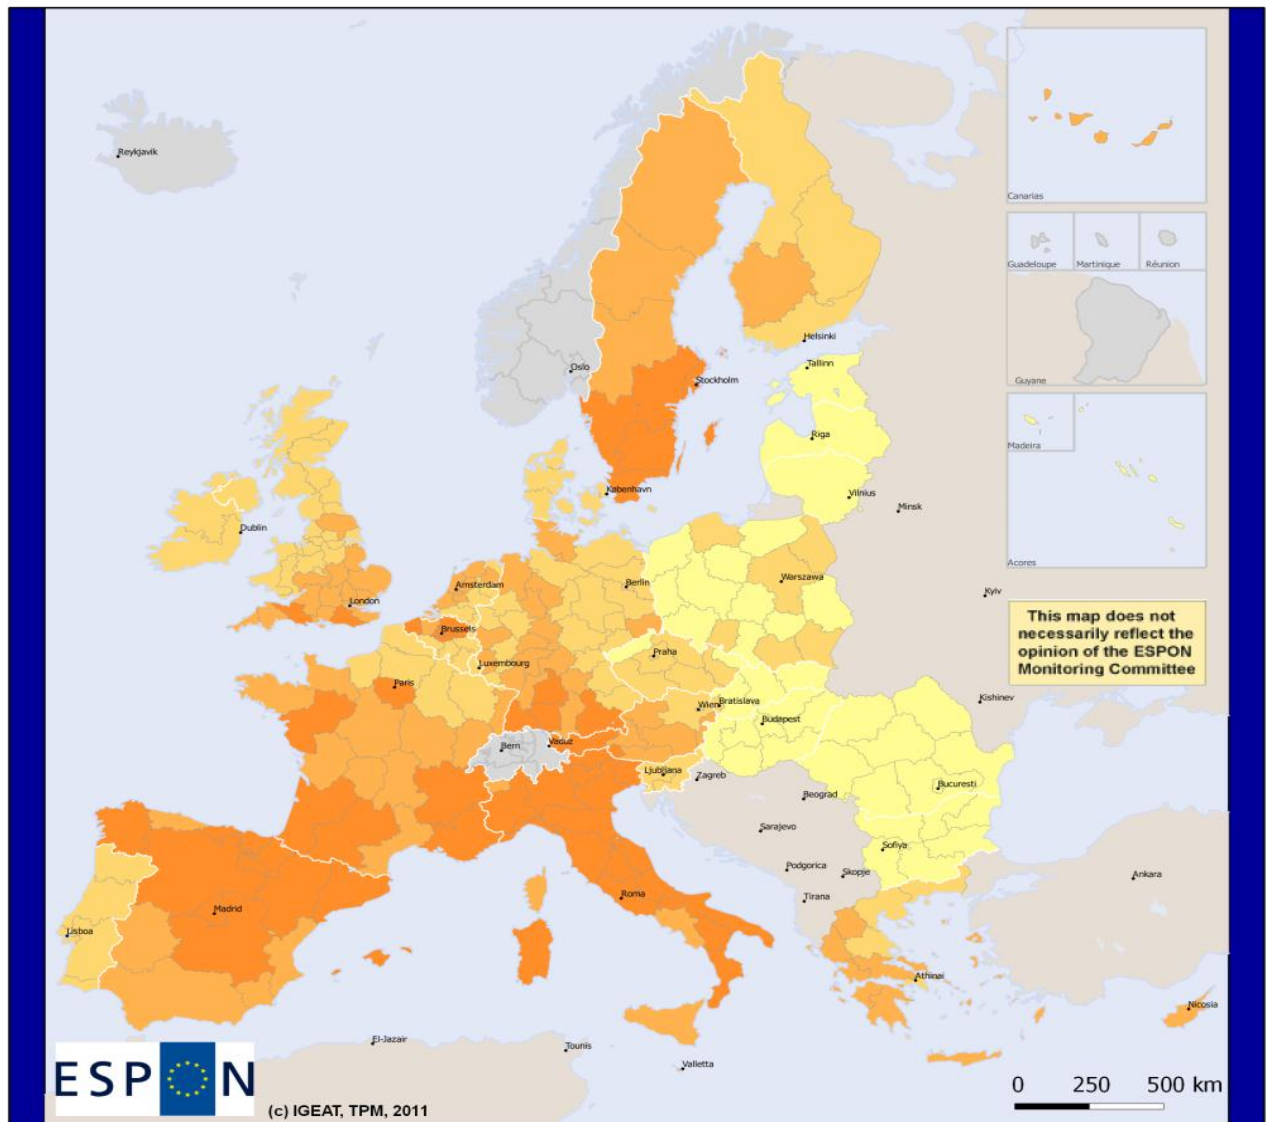 Reykjavik
Canarias
Guadeloupe
Martinique
Réunion
Guyane
Madeira
Acores
Oslo
Helsinki
Stockholm
Tallinn
Riga
København
Vilnius
Minsk
Dublin
Amsterdam
Berlin
Warszawa
London
Kyiv
Brussels
This map does not
necessarily reflect the
opinion of the ESPON
Monitoring Committee
Luxembourg
Praha
Paris
Wien
Bratislava
Kishinev
Budapest
Bern
Vaduz
Ljubljana
Zagreb
Bucuresti
Beograd
Sarajevo
Sofiya
Podgorica
Skopje
Ankara
Tirana
Roma
Madrid
Lisboa
Athinai
Nicosia
El-Jazair
Tounis
Valletta
ESPON
(c) IGEAT, TPM, 2011
0 250 500 km